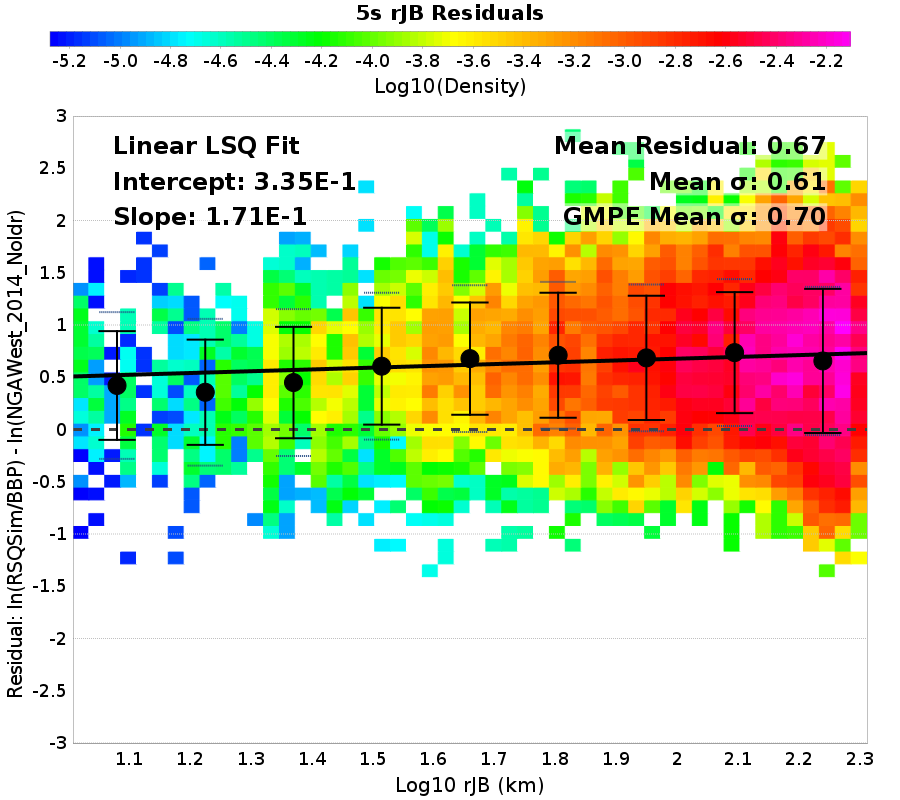 5s rJB Residuals
-5.2 -5.0 -4.8 -4.6 -4.4 -4.2 -4.0 -3.8 -3.6 -3.4 -3.2 -3.0 -2.8 -2.6 -2.4 -2.2
Log10(Density)
Linear LSQ Fit
Intercept: 3.35E-1
Slope: 1.71E-1
Mean Residual: 0.67
Mean σ: 0.61
GMPE Mean σ: 0.70
Residual: ln(RSQSim/BBP) - ln(NGAWest_2014_NoIdr)
3
2.5
2
1.5
1
0.5
0
-0.5
-1
-1.5
-2
-2.5
-3
1.1 1.2 1.3 1.4 1.5 1.6 1.7 1.8 1.9 2 2.1 2.2 2.3
Log10 rJB (km)